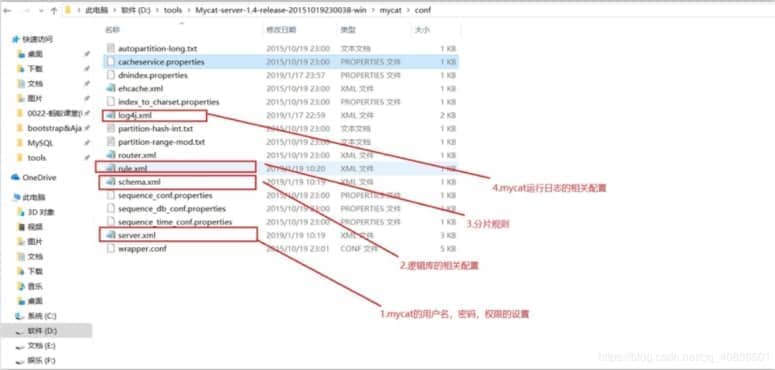 此电脑 › 软件 (D:) › tools › Mycat-server-1.4-release-20151019230038-win › mycat › conf
名称 修改日期 类型 大小
快速访问
桌面
下载
文档
图片
0022-蚂蚁课堂(
bootstrap&Aja
MySQL
tools
OneDrive
此电脑
3D 对象
视频
图片
文档
下载
音乐
桌面
系统 (C:)
软件 (D:)
文档 (E:)
娱乐 (F:)
autopartition-long.txt 2015/10/19 23:00 文本文档 1 KB
cacheservice.properties 2015/10/19 23:00 PROPERTIES 文件 1 KB
dnindex.properties 2019/1/17 23:57 PROPERTIES 文件 1 KB
ehcache.xml 2015/10/19 23:00 XML 文件 1 KB
index_to_charset.properties 2015/10/19 23:00 PROPERTIES 文件 1 KB
log4j.xml 2019/1/17 22:59 XML 文件 2 KB
partition-hash-int.txt 2015/10/19 23:00 文本文档 1 KB
partition-range-mod.txt 2015/10/19 23:00 文本文档 1 KB
router.xml 2015/10/19 23:00 XML 文件 1 KB
rule.xml 2019/1/19 10:20 XML 文件 1 KB
schema.xml 2019/1/19 10:19 XML 文件 1 KB
sequence_conf.properties 2015/10/19 23:00 PROPERTIES 文件 1 KB
sequence_db_conf.properties 2015/10/19 23:00 PROPERTIES 文件 1 KB
sequence_time_conf.properties 2015/10/19 23:00 PROPERTIES 文件 1 KB
server.xml 2019/1/19 10:19 XML 文件 3 KB
wrapper.conf 2015/10/19 23:01 CONF 文件 5 KB
4.mycat运行日志的相关配置
3.分片规则
2.逻辑库的相关配置
1.mycat的用户名，密码，权限的设置